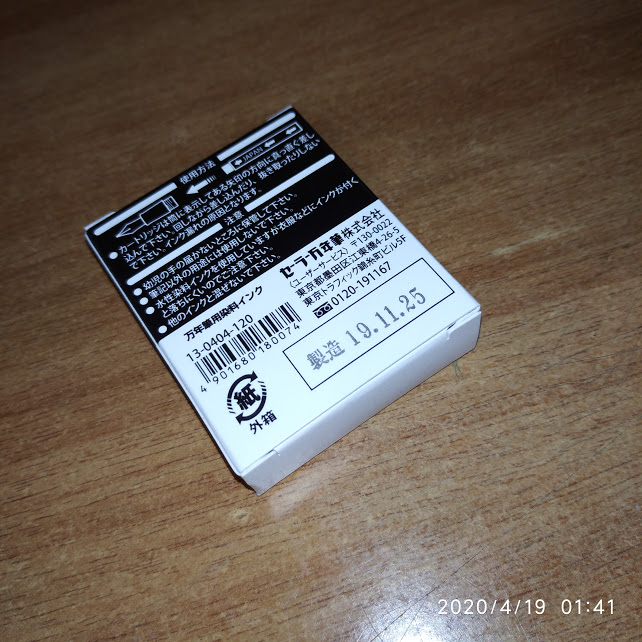 使用方法
JAPAN
●カートリッジは筒に表示してある矢印の方向に真っ直ぐ差し
込んで下さい。回しながら差し込んだり、抜き取ったりしない
で下さい。インク漏れの原因となります。
注意
●幼児の手の届かないところに保管して下さい。
●筆記以外の用途には使用しないで下さい。
●水性染料インクを使用していますが衣服などにインクが付く
と落ちにくいのでご注意下さい。
●他のインクと混ぜないで下さい。
万年筆用染料インク
13-0404-120
4901680180074
紙
外箱
セーラー万年筆株式会社
(ユーザーサービス) 〒130-0022
東京都墨田区江東橋4-26-5
東京トラフィック錦糸町ビル5F
0120-191167
製造 19.11.25
2020/4/19 01:41